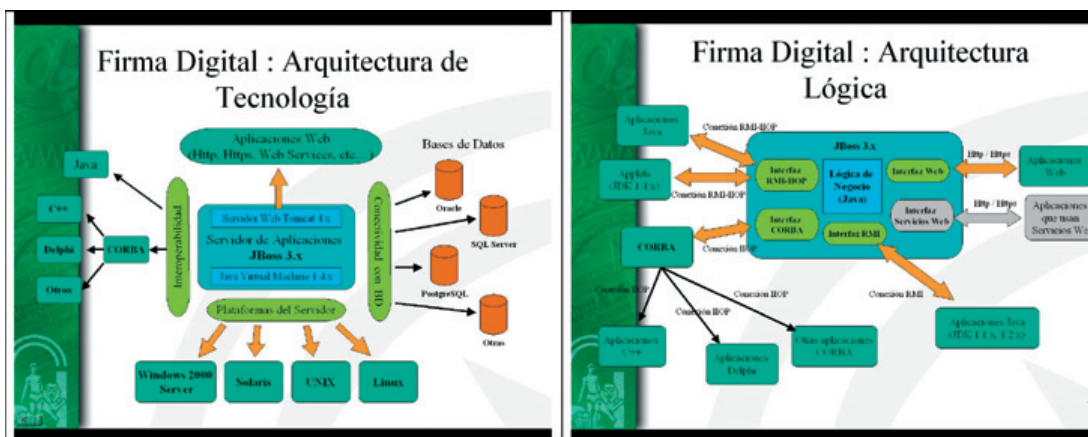 Firma Digital : Arquitectura de
Tecnología
Aplicaciones Web
(Http, Https, Web Services, etc...)
Bases de Datos
Java
C++
Delphi
Otros
CORBA
Interoperabilidad
Servidor Web Tomcat 4.x
Servidor de Aplicaciones
JBoss 3.x
Java Virtual Machine 1.4.x
Conectividad con
BD
Oracle
SQL Server
PostgreSQL
Otras
Plataformas del Servidor
Windows 2000
Server
Solaris
UNIX
Linux
Firma Digital : Arquitectura
Lógica
Aplicaciones
Java
Conexión RMI-IIOP
JBoss 3.x
Applets
(JDK 1.4.x)
Conexión RMI-IIOP
Interfaz
RMI-IIOP
Lógica de
Negocio
(Java)
Interfaz Web
Http / Https
Aplicaciones
Web
Interfaz
Servicios Web
Http / Https
Aplicaciones
que usan
Servicios We
Interfaz
CORBA
Interfaz RMI
CORBA
Conexión IIOP
Conexión IIOP
Conexión IIOP
Conexión IIOP
Conexión RMI
Aplicaciones
C++
Aplicaciones
Delphi
Otras aplicaciones
CORBA
Aplicaciones Java
(JDK 1.1.x, 1.2.x)